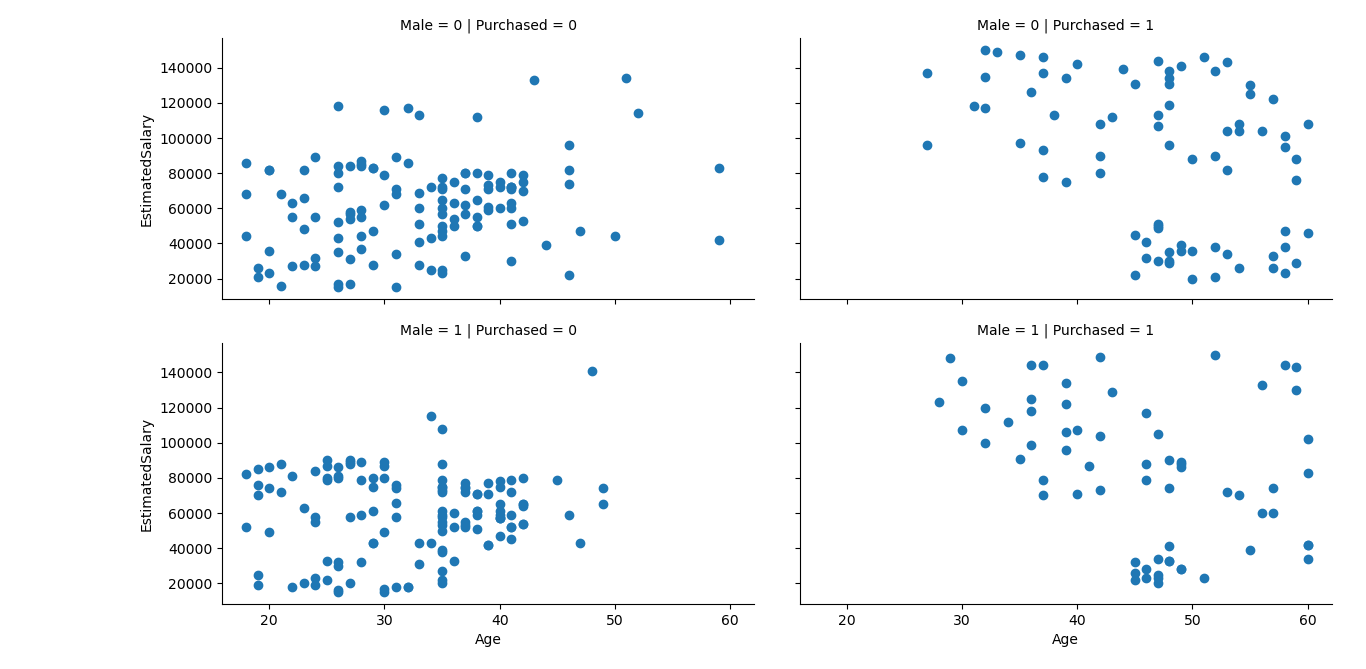 Male = 0 | Purchased = 0
Male = 0 | Purchased = 1
EstimatedSalary
140000
120000
100000
80000
60000
40000
20000
Male = 1 | Purchased = 0
Male = 1 | Purchased = 1
EstimatedSalary
140000
120000
100000
80000
60000
40000
20000
20 30 40 50 60
20 30 40 50 60
Age
Age